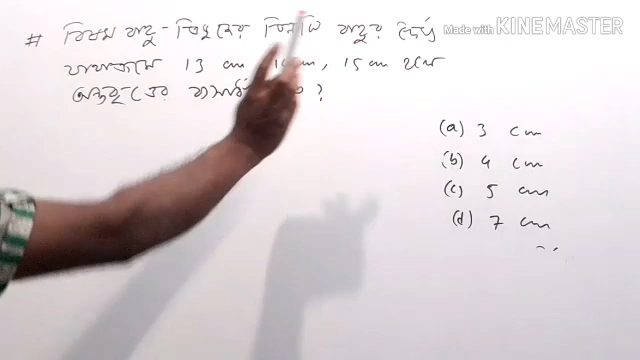 Made with KINEMASTER
# বিষম বাহু - ত্রিভুজের তিনটি বাহুর দৈর্ঘ্য
যথাক্রমে 13 cm, 15 cm হলে
অন্তর্বৃত্তের ব্যাসার্ধ ?
(a) 3 cm
(b) 4 cm
(c) 5 cm
(d) 7 cm